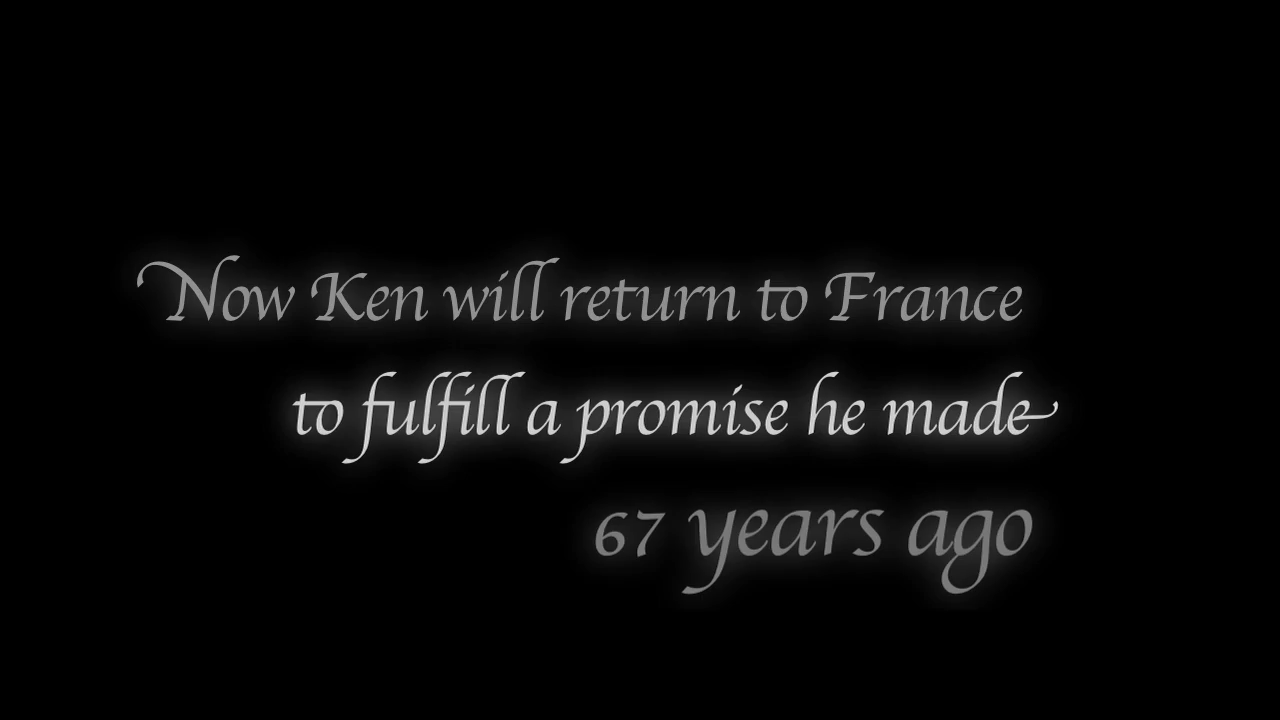 Now Ken will return to France
to fulfill a promise he made
67 years ago